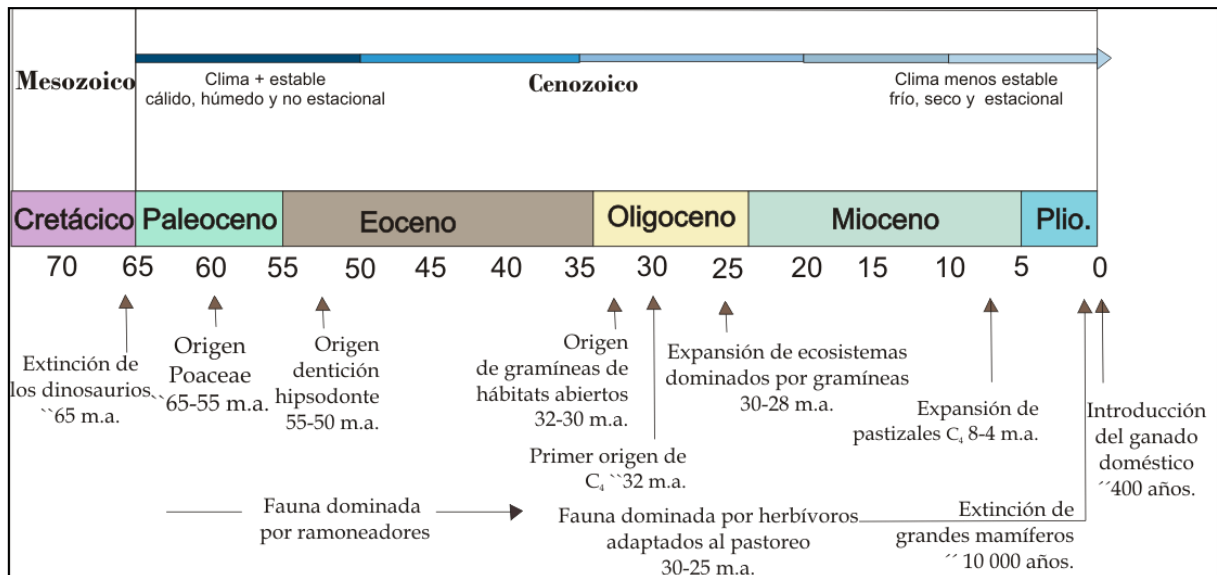 Mesozoico
Clima + estable
cálido, húmedo y no estacional
Cenozoico
Clima menos estable
frío, seco y estacional
Cretácico Paleoceno Eoceno Oligoceno Mioceno Plio.
70 65 60 55 50 45 40 35 30 25 20 15 10 5 0
Extinción de
los dinosaurios
``65 m.a.
Origen
Poaceae
``65-55 m.a.
Origen
dentición
hipsodonte
55-50 m.a.
Origen
de gramíneas de
hábitats abiertos
32-30 m.a.
Primer origen de
C₄ ``32 m.a.
Expansión de ecosistemas
dominados por gramíneas
30-28 m.a.
Expansión de
pastizales C₄ 8-4 m.a.
Introducción
del ganado
doméstico
´´400 años.
Fauna dominada
por ramoneadores
Fauna dominada por herbívoros
adaptados al pastoreo
30-25 m.a.
Extinción de
grandes mamíferos
´´ 10 000 años.